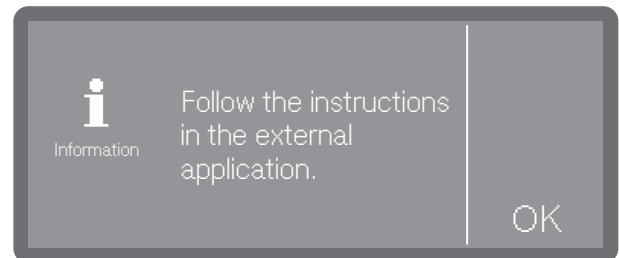 Information
Follow the instructions
in the external
application.
OK